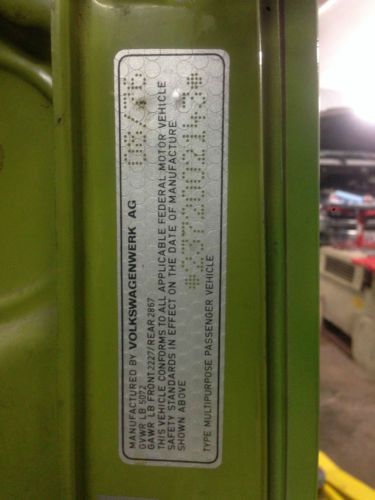 MANUFACTURED BY VOLKSWAGENWERK AG 08/76
GVWR LB 5072
GAWR LB FRONT 2227/REAR 2867
THIS VEHICLE CONFORMS TO ALL APPLICABLE FEDERAL MOTOR VEHICLE
SAFETY STANDARDS IN EFFECT ON THE DATE OF MANUFACTURE
SHOWN ABOVE
*2372002143*
TYPE MULTIPURPOSE PASSENGER VEHICLE